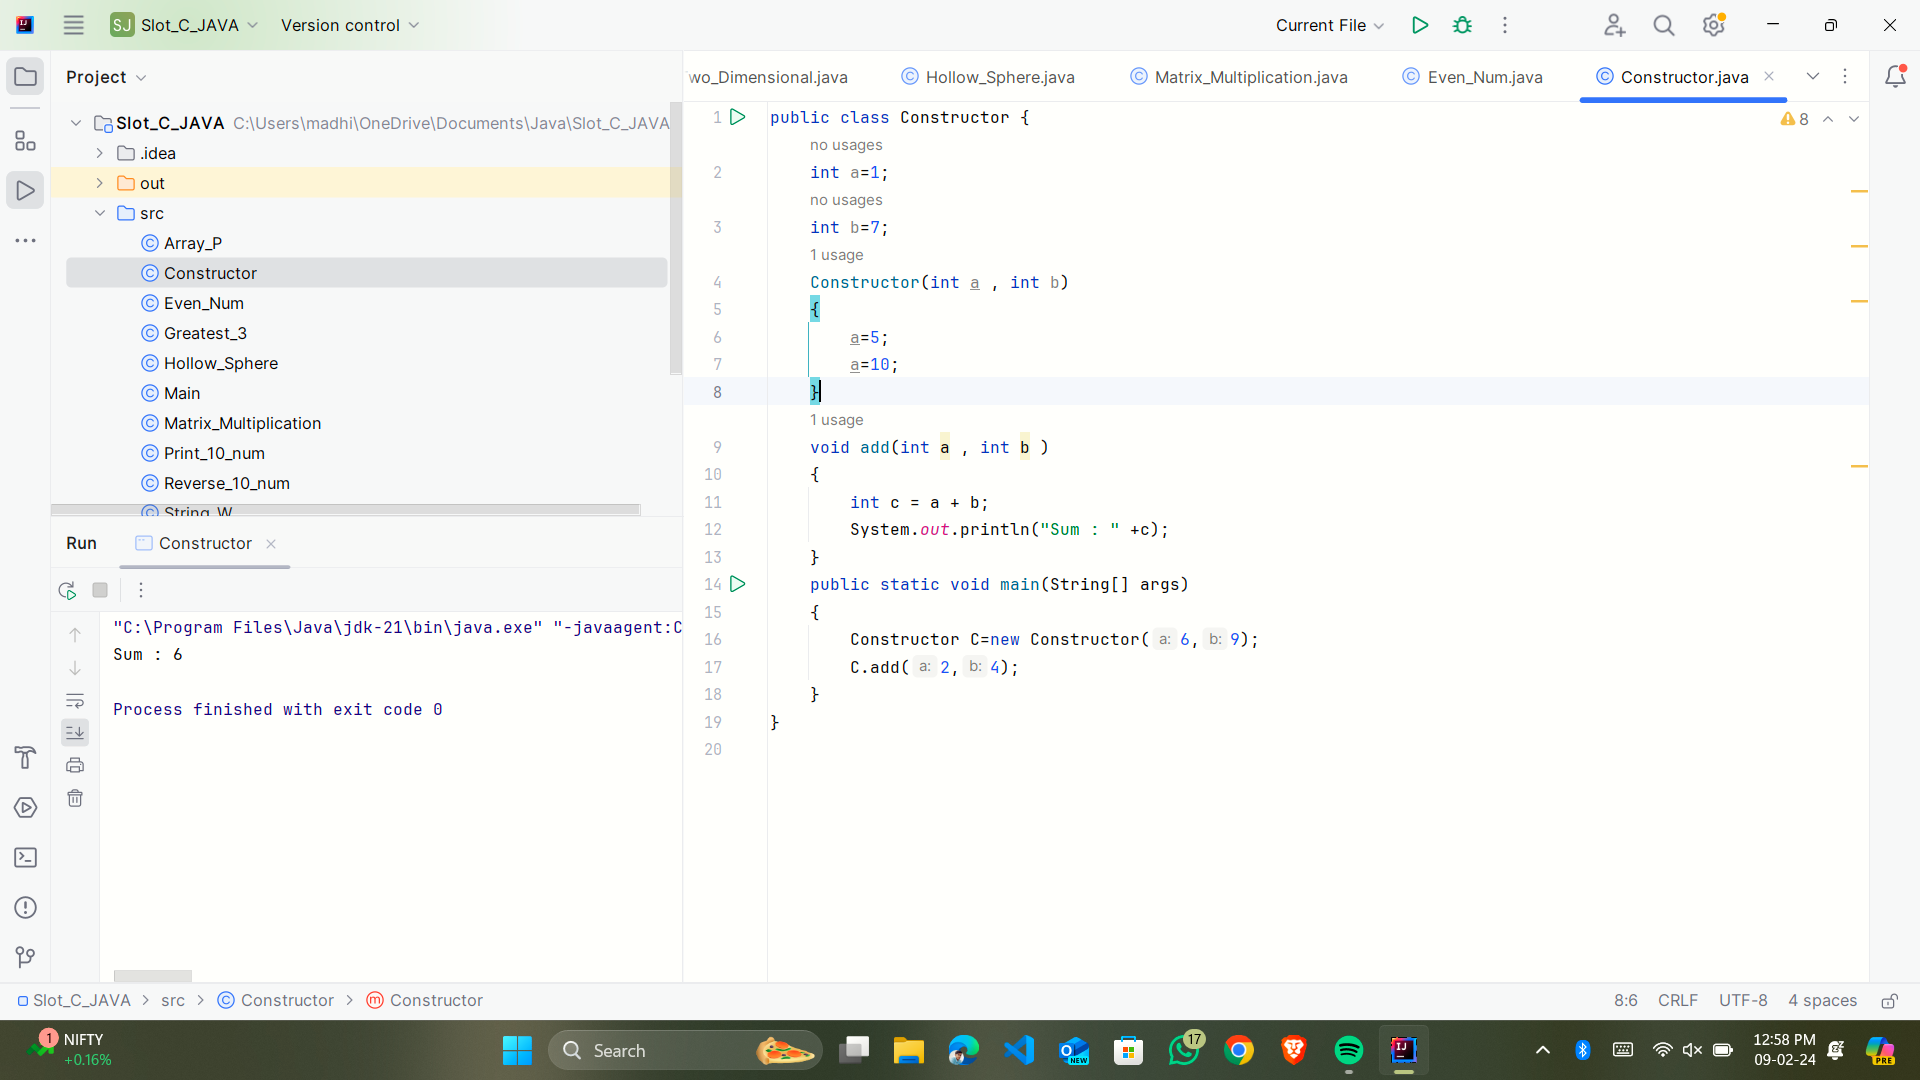 SJ Slot_C_JAVA Version control Current File
Project
Slot_C_JAVA C:\Users\madhi\OneDrive\Documents\Java\Slot_C_JAVA
.idea
out
src
Array_P
Constructor
Even_Num
Greatest_3
Hollow_Sphere
Main
Matrix_Multiplication
Print_10_num
Reverse_10_num
String_W
wo_Dimensional.java Hollow_Sphere.java Matrix_Multiplication.java Even_Num.java Constructor.java
8
1 public class Constructor {
no usages
2 int a=1;
no usages
3 int b=7;
1 usage
4 Constructor(int a , int b)
5 {
6 a=5;
7 a=10;
8 }
1 usage
9 void add(int a , int b )
10 {
11 int c = a + b;
12 System.out.println("Sum : " +c);
13 }
14 public static void main(String[] args)
15 {
16 Constructor C=new Constructor( a: 6, b: 9);
17 C.add( a: 2, b: 4);
18 }
19 }
20
Run Constructor
"C:\Program Files\Java\jdk-21\bin\java.exe" "-javaagent:C
Sum : 6
Process finished with exit code 0
Slot_C_JAVA > src > Constructor > Constructor 8:6 CRLF UTF-8 4 spaces
1 NIFTY
+0.16%
Search
NEW
17
IJ
12:58 PM
09-02-24
PRE